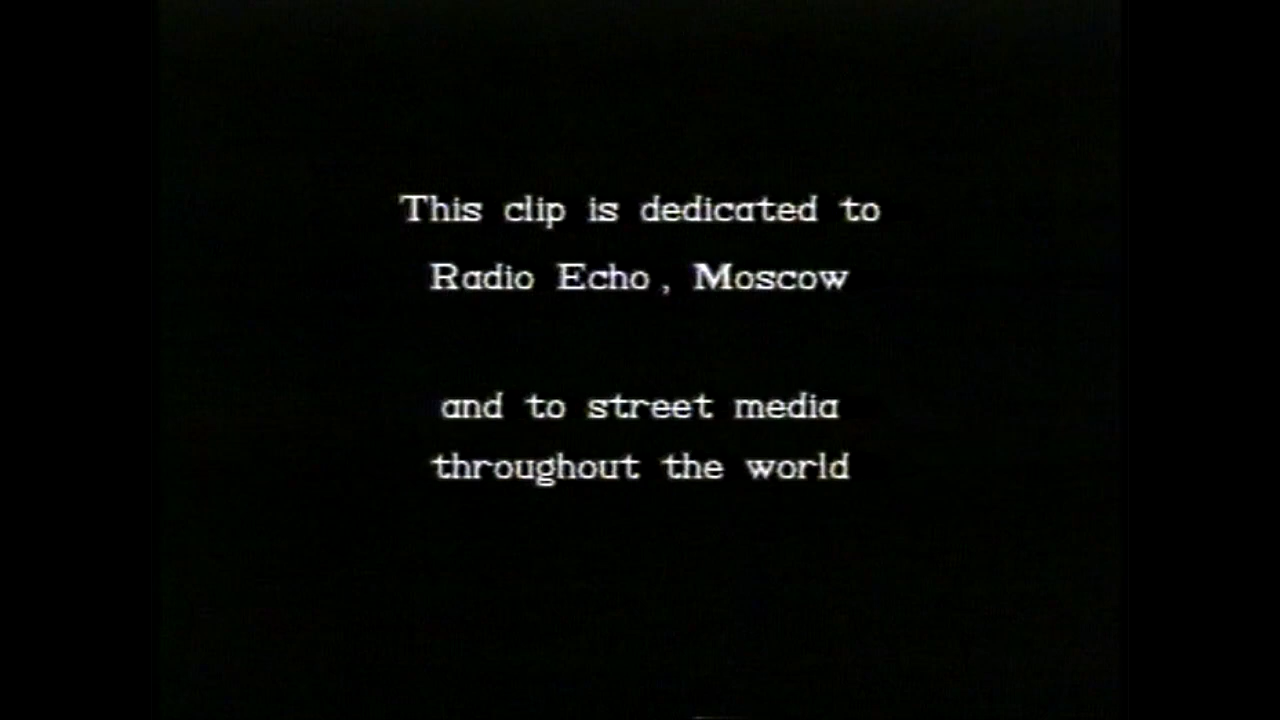 This clip is dedicated to
Radio Echo, Moscow
and to street media
throughout the world